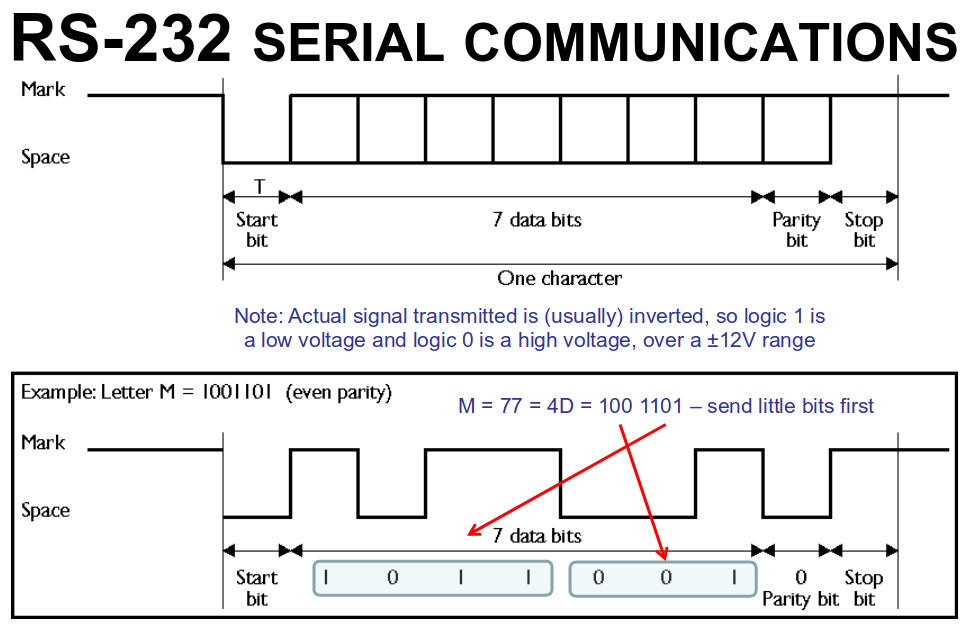 RS-232 SERIAL COMMUNICATIONS
Mark
Space
T
Start bit
7 data bits
Parity bit
Stop bit
One character
Note: Actual signal transmitted is (usually) inverted, so logic 1 is
a low voltage and logic 0 is a high voltage, over a ±12V range
Example: Letter M = 1001101 (even parity)
M = 77 = 4D = 100 1101 – send little bits first
Mark
Space
7 data bits
Start bit
1 0 1 1 0 0 1 0
Parity bit
Stop bit